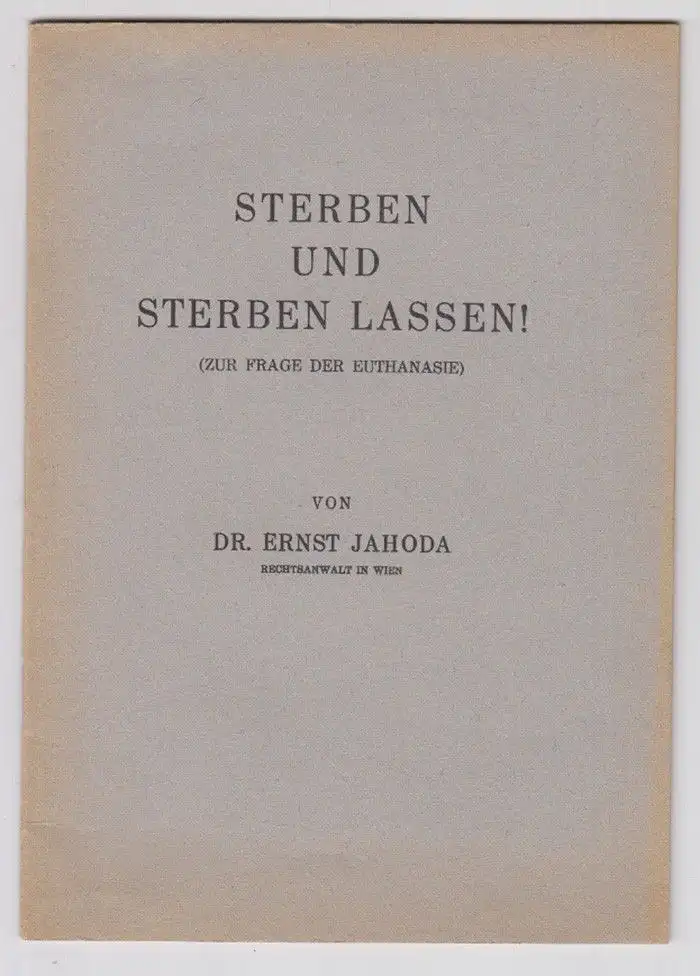 STERBEN
UND
STERBEN LASSEN!
(ZUR FRAGE DER EUTHANASIE)
VON
DR. ERNST JAHODA
RECHTSANWALT IN WIEN